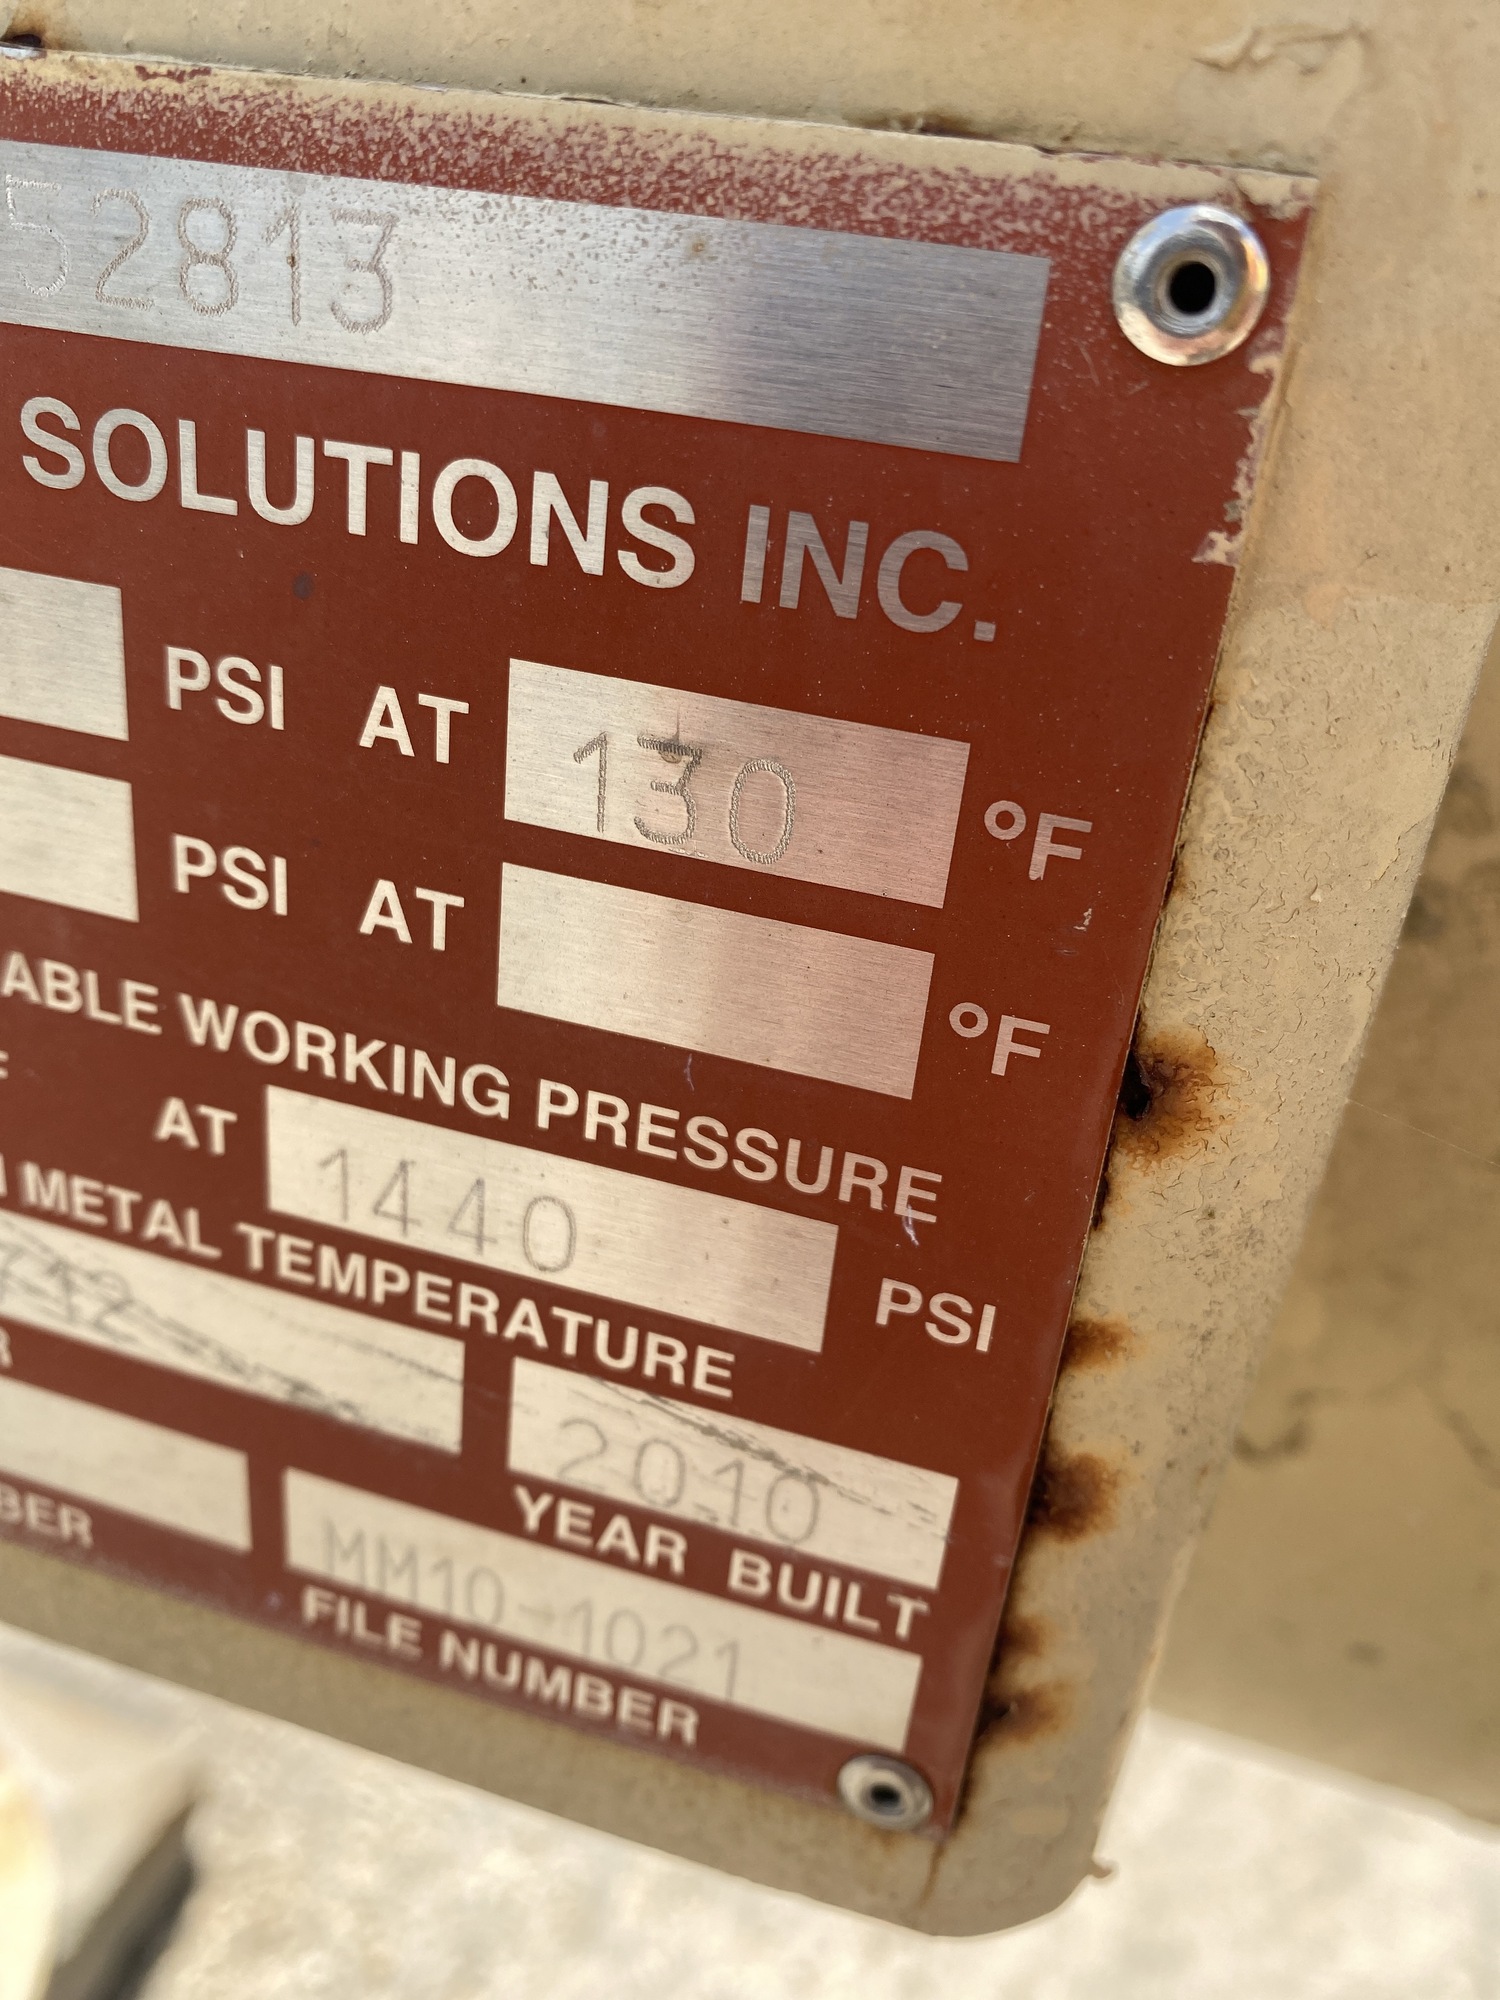 52813
SOLUTIONS INC.
PSI AT 130 °F
PSI AT °F
ABLE WORKING PRESSURE
AT 1440 PSI
METAL TEMPERATURE
2010
YEAR BUILT
MM10-1021
BER FILE NUMBER